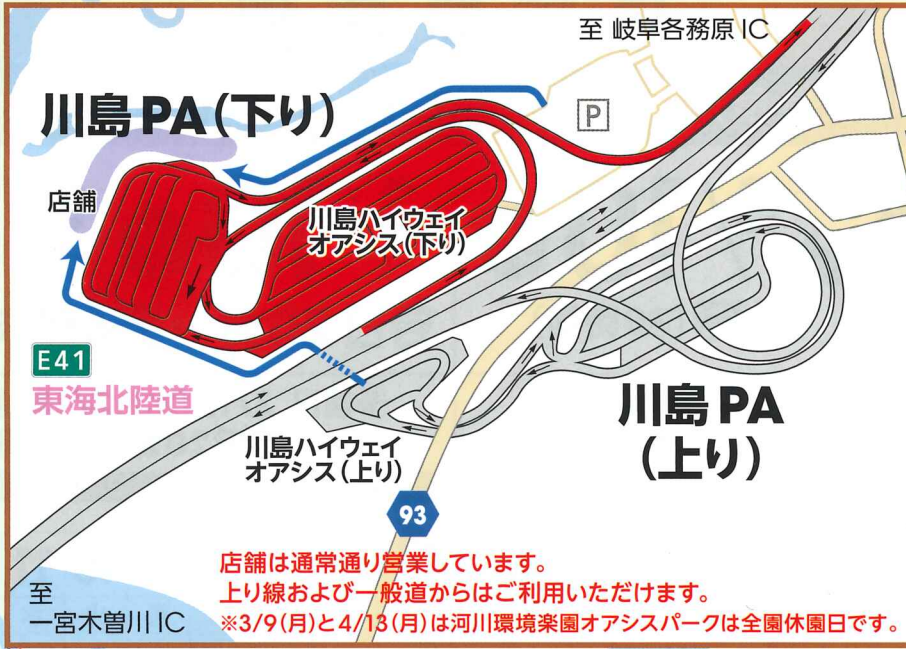 至 岐阜各務原 IC
川島 PA(下り)
P
店舗
川島ハイウェイ
オアシス(下り)
E41
東海北陸道
川島 PA
(上り)
川島ハイウェイ
オアシス(上り)
93
店舗は通常通り営業しています。
上り線および一般道からはご利用いただけます。
※3/9(月)と4/13(月)は河川環境楽園オアシスパークは全園休園日です。
至
一宮木曽川 IC